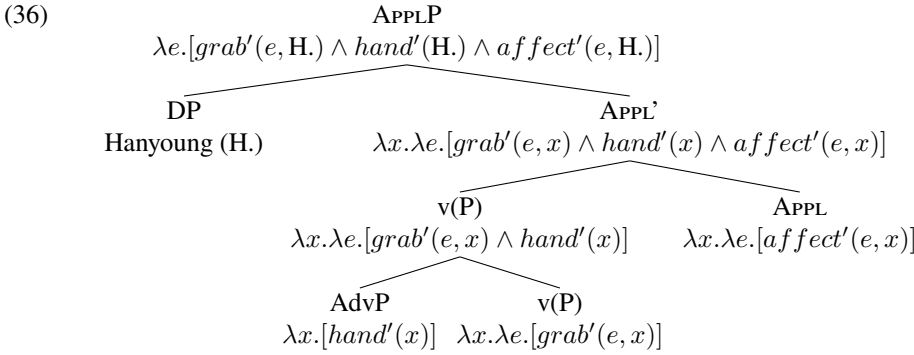 (36) APPLP
λe.[grab′(e, H.) ∧ hand′(H.) ∧ affect′(e, H.)]
DP APPL’
Hanyoung (H.) λx.λe.[grab′(e, x) ∧ hand′(x) ∧ affect′(e, x)]
v(P) APPL
λx.λe.[grab′(e, x) ∧ hand′(x)] λx.λe.[affect′(e, x)]
AdvP v(P)
λx.[hand′(x)] λx.λe.[grab′(e, x)]